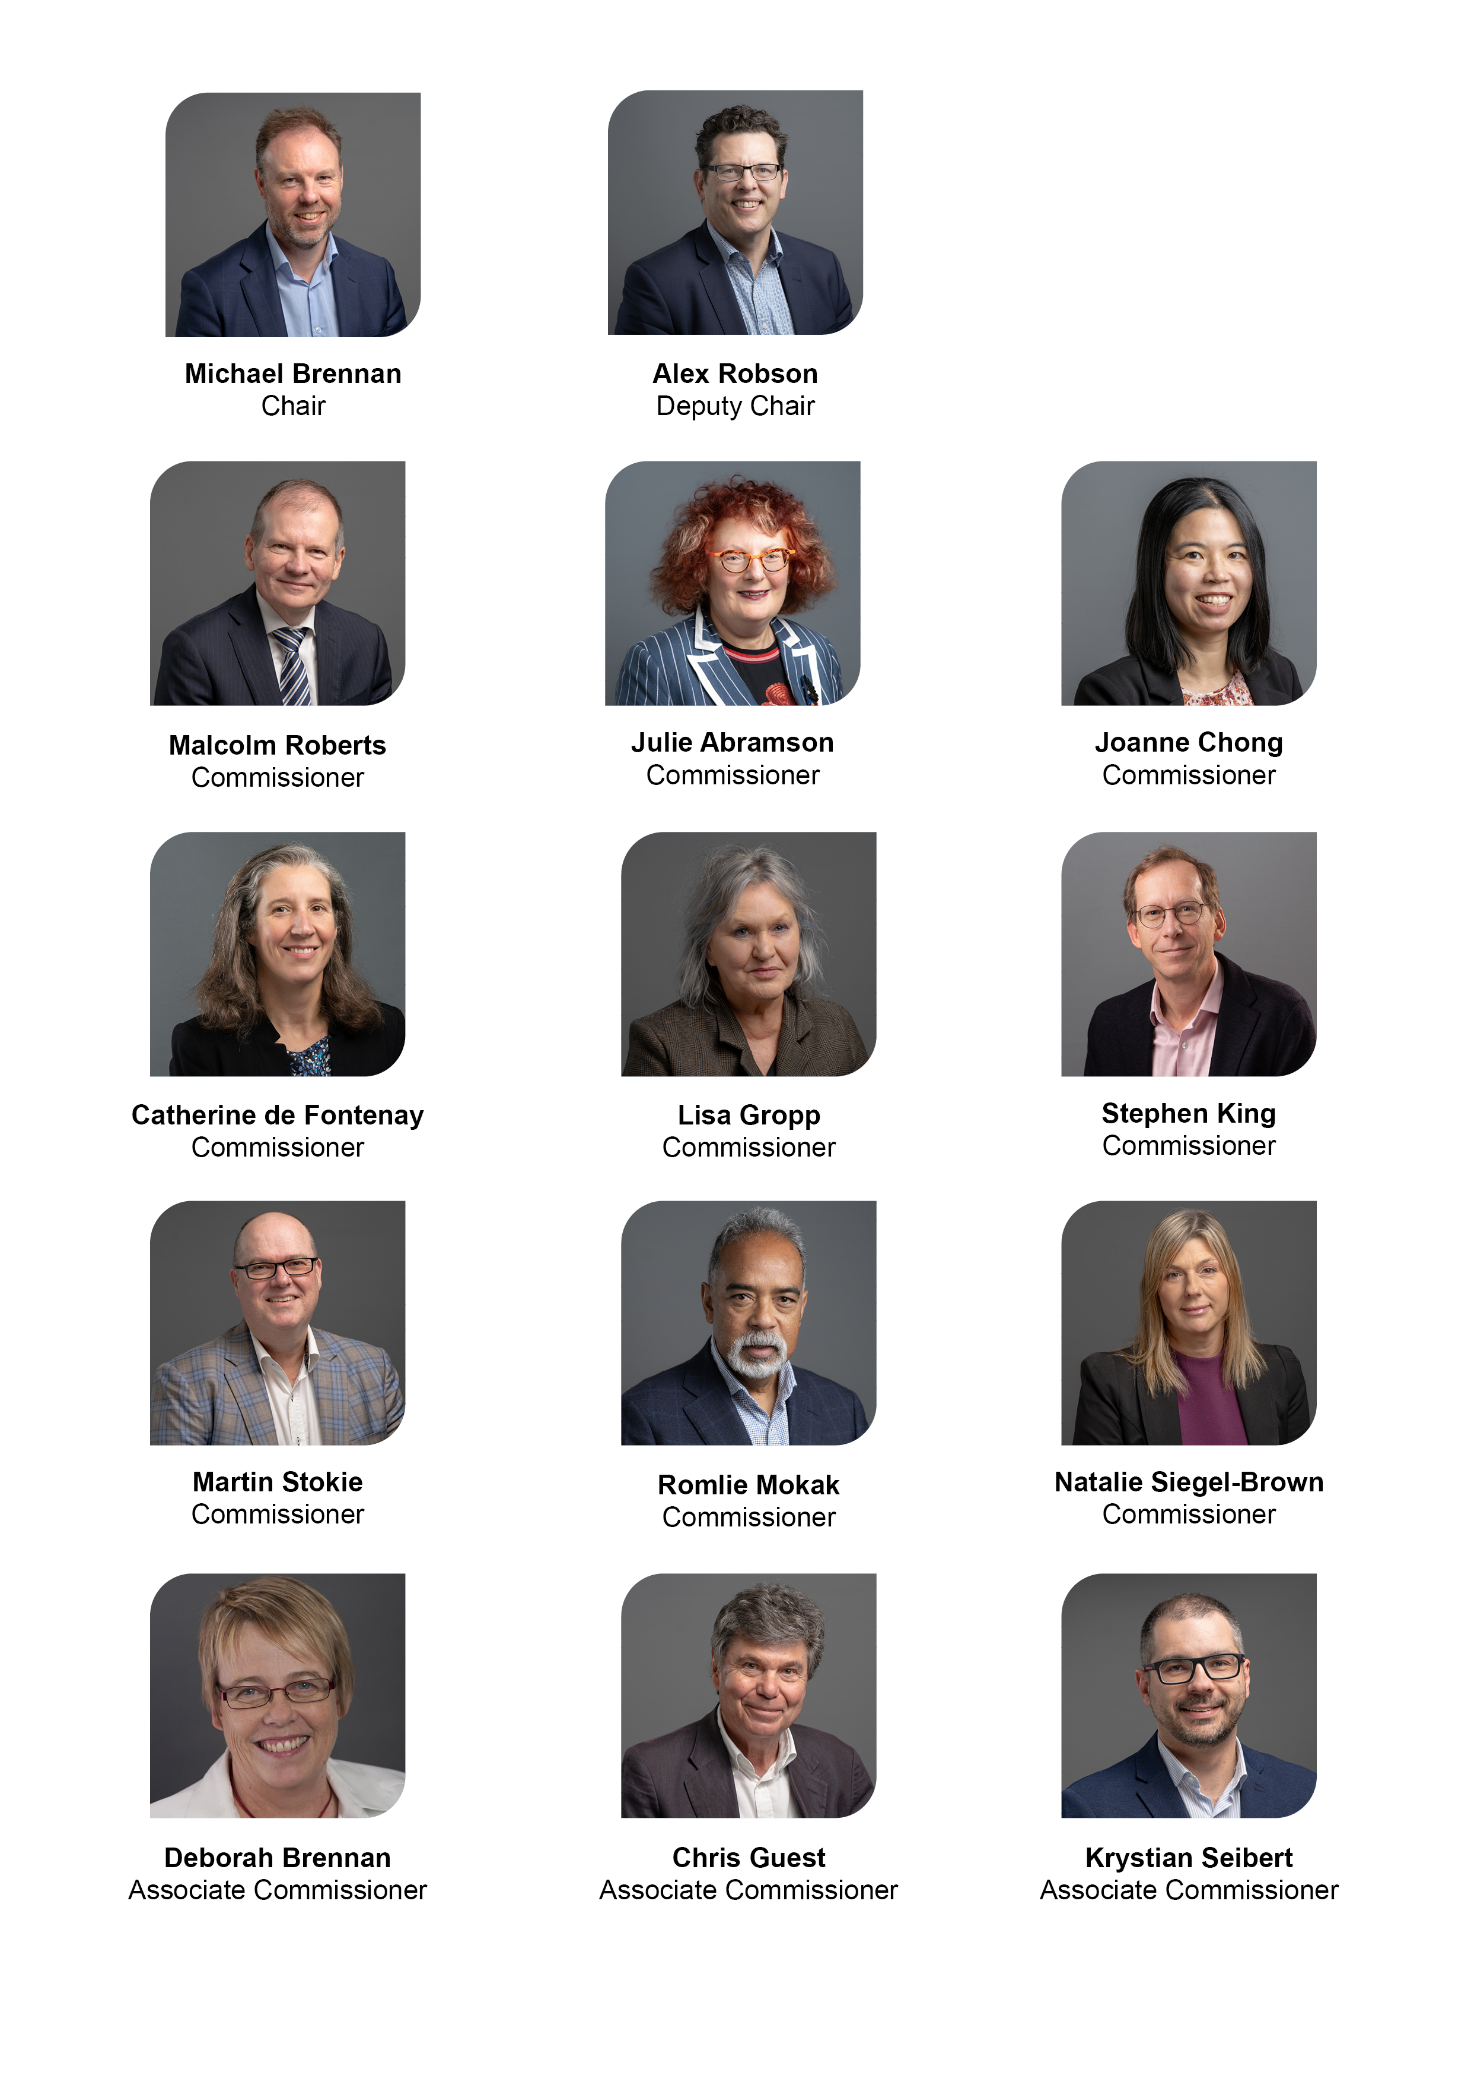 Michael Brennan
Chair
Alex Robson
Deputy Chair
Malcolm Roberts
Commissioner
Julie Abramson
Commissioner
Joanne Chong
Commissioner
Catherine de Fontenay
Commissioner
Lisa Gropp
Commissioner
Stephen King
Commissioner
Martin Stokie
Commissioner
Romlie Mokak
Commissioner
Natalie Siegel-Brown
Commissioner
Deborah Brennan
Associate Commissioner
Chris Guest
Associate Commissioner
Krystian Seibert
Associate Commissioner